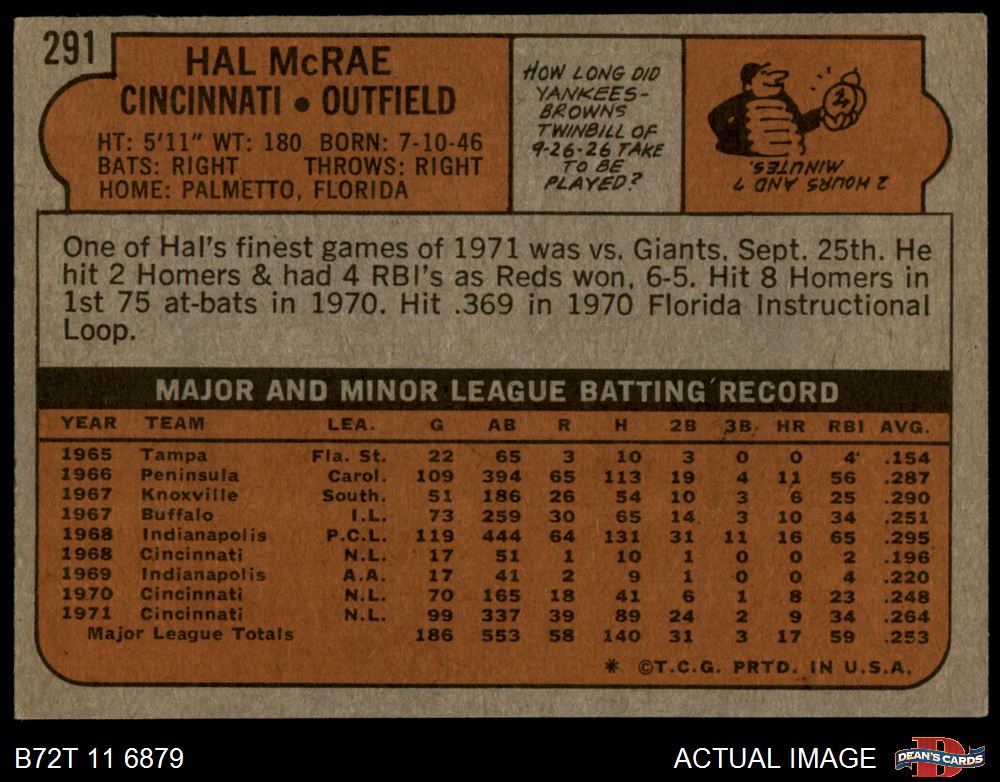 291
HAL McRAE
CINCINNATI • OUTFIELD
HT: 5'11" WT: 180 BORN: 7-10-46
BATS: RIGHT THROWS: RIGHT
HOME: PALMETTO, FLORIDA
HOW LONG DID
YANKEES-
BROWNS
TWINBILL OF
9-26-26 TAKE
TO BE
PLAYED?
2 HOURS AND 7
MINUTES.
One of Hal's finest games of 1971 was vs. Giants, Sept. 25th. He
hit 2 Homers & had 4 RBI's as Reds won, 6-5. Hit 8 Homers in
1st 75 at-bats in 1970. Hit .369 in 1970 Florida Instructional
Loop.
MAJOR AND MINOR LEAGUE BATTING RECORD
YEAR TEAM LEA. G AB R H 2B 3B HR RBI AVG.
1965 Tampa Fla. St. 22 65 3 10 3 0 0 4 .154
1966 Peninsula Carol. 109 394 65 113 19 4 11 56 .287
1967 Knoxville South. 51 186 26 54 10 3 6 25 .290
1967 Buffalo I.L. 73 259 30 65 14 3 10 34 .251
1968 Indianapolis P.C.L. 119 444 64 131 31 11 16 65 .295
1968 Cincinnati N.L. 17 51 1 10 1 0 0 2 .196
1969 Indianapolis A.A. 17 41 2 9 1 0 0 4 .220
1970 Cincinnati N.L. 70 165 18 41 6 1 8 23 .248
1971 Cincinnati N.L. 99 337 39 89 24 2 9 34 .264
Major League Totals 186 553 58 140 31 3 17 59 .253
* ©T.C.G. PRTD. IN U.S.A.
B72T 11 6879
ACTUAL IMAGE
DEAN'S CARDS